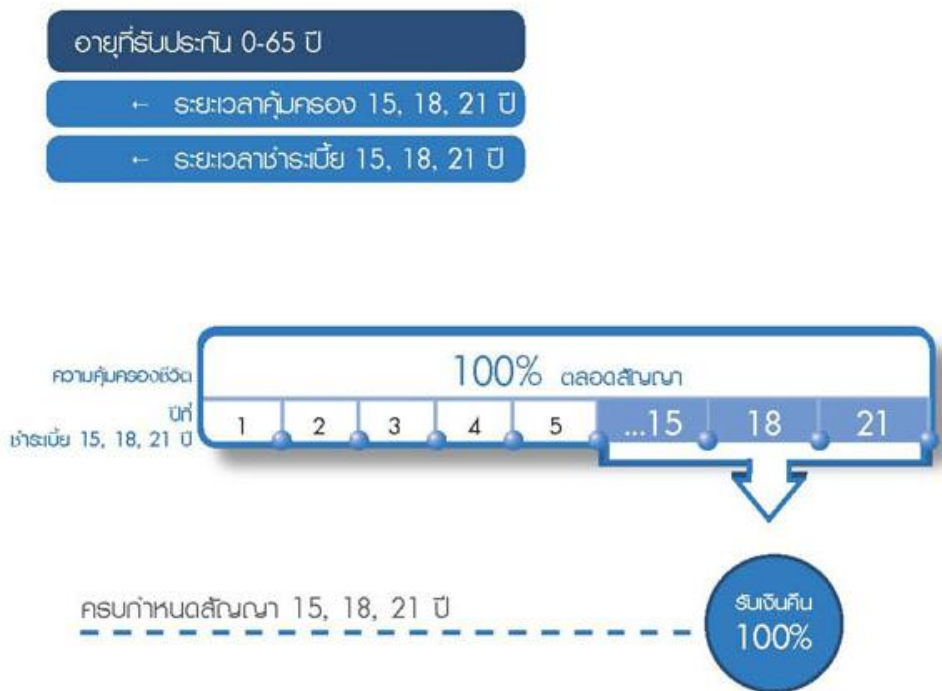 อายุที่รับประกัน 0-65 ปี
← ระยะเวลาคุ้มครอง 15, 18, 21 ปี
← ระยะเวลาชำระเบี้ย 15, 18, 21 ปี
ความคุ้มครองชีวิต
100% ตลอดสัญญา
ปีที่
ชำระเบี้ย 15, 18, 21 ปี
1 2 3 4 5 ...15 18 21
ครบกำหนดสัญญา 15, 18, 21 ปี
รับเงินคืน
100%